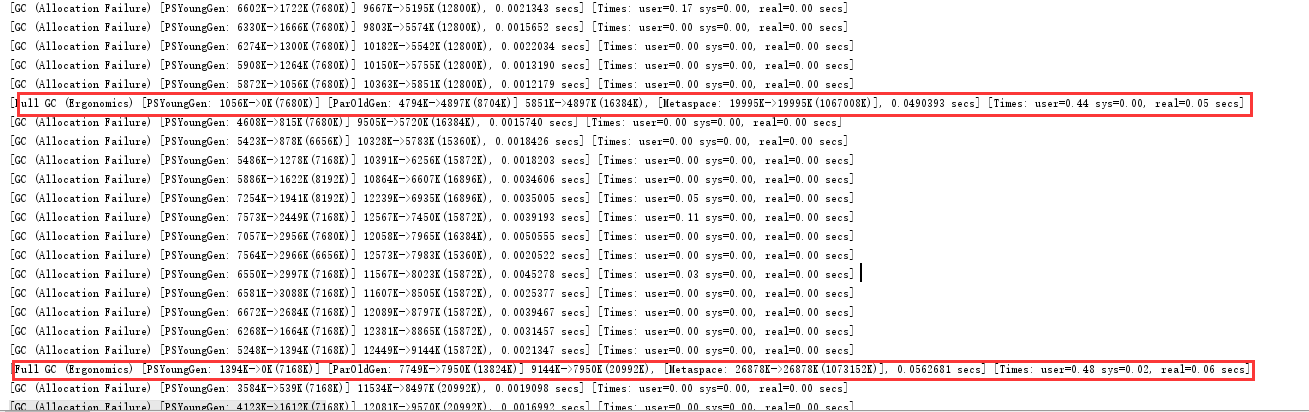 [GC (Allocation Failure) [PSYoungGen: 6602K->1722K(7680K)] 9667K->5195K(12800K), 0.0021343 secs] [Times: user=0.17 sys=0.00, real=0.00 secs]
[GC (Allocation Failure) [PSYoungGen: 6330K->1666K(7680K)] 9803K->5574K(12800K), 0.0015652 secs] [Times: user=0.00 sys=0.00, real=0.00 secs]
[GC (Allocation Failure) [PSYoungGen: 6274K->1300K(7680K)] 10182K->5542K(12800K), 0.0022034 secs] [Times: user=0.00 sys=0.00, real=0.00 secs]
[GC (Allocation Failure) [PSYoungGen: 5908K->1264K(7680K)] 10150K->5755K(12800K), 0.0013190 secs] [Times: user=0.00 sys=0.00, real=0.00 secs]
[GC (Allocation Failure) [PSYoungGen: 5872K->1056K(7680K)] 10363K->5851K(12800K), 0.0012179 secs] [Times: user=0.00 sys=0.00, real=0.00 secs]
[Full GC (Ergonomics) [PSYoungGen: 1056K->0K(7680K)] [ParOldGen: 4794K->4897K(8704K)] 5851K->4897K(16384K), [Metaspace: 19995K->19995K(1067008K)], 0.0490393 secs] [Times: user=0.44 sys=0.00, real=0.05 secs]
[GC (Allocation Failure) [PSYoungGen: 4608K->815K(7680K)] 9505K->5720K(16384K), 0.0015740 secs] [Times: user=0.00 sys=0.00, real=0.00 secs]
[GC (Allocation Failure) [PSYoungGen: 5423K->878K(6656K)] 10328K->5783K(15360K), 0.0018426 secs] [Times: user=0.00 sys=0.00, real=0.00 secs]
[GC (Allocation Failure) [PSYoungGen: 5486K->1278K(7168K)] 10391K->6256K(15872K), 0.0018203 secs] [Times: user=0.00 sys=0.00, real=0.00 secs]
[GC (Allocation Failure) [PSYoungGen: 5886K->1622K(8192K)] 10864K->6607K(16896K), 0.0034606 secs] [Times: user=0.00 sys=0.00, real=0.00 secs]
[GC (Allocation Failure) [PSYoungGen: 7254K->1941K(8192K)] 12239K->6935K(16896K), 0.0035005 secs] [Times: user=0.05 sys=0.00, real=0.00 secs]
[GC (Allocation Failure) [PSYoungGen: 7573K->2449K(7168K)] 12567K->7450K(15872K), 0.0039193 secs] [Times: user=0.11 sys=0.00, real=0.00 secs]
[GC (Allocation Failure) [PSYoungGen: 7057K->2956K(7680K)] 12058K->7965K(16384K), 0.0050555 secs] [Times: user=0.00 sys=0.00, real=0.00 secs]
[GC (Allocation Failure) [PSYoungGen: 7564K->2966K(6656K)] 12573K->7983K(15360K), 0.0020522 secs] [Times: user=0.00 sys=0.00, real=0.00 secs]
[GC (Allocation Failure) [PSYoungGen: 6550K->2997K(7168K)] 11567K->8023K(15872K), 0.0045278 secs] [Times: user=0.03 sys=0.00, real=0.00 secs]
[GC (Allocation Failure) [PSYoungGen: 6581K->3088K(7168K)] 11607K->8505K(15872K), 0.0025377 secs] [Times: user=0.00 sys=0.00, real=0.00 secs]
[GC (Allocation Failure) [PSYoungGen: 6672K->2684K(7168K)] 12089K->8797K(15872K), 0.0039467 secs] [Times: user=0.00 sys=0.00, real=0.00 secs]
[GC (Allocation Failure) [PSYoungGen: 6268K->1664K(7168K)] 12381K->8865K(15872K), 0.0031457 secs] [Times: user=0.00 sys=0.00, real=0.00 secs]
[GC (Allocation Failure) [PSYoungGen: 5248K->1394K(7168K)] 12449K->9144K(15872K), 0.0021347 secs] [Times: user=0.00 sys=0.00, real=0.00 secs]
[Full GC (Ergonomics) [PSYoungGen: 1394K->0K(7168K)] [ParOldGen: 7749K->7950K(13824K)] 9144K->7950K(20992K), [Metaspace: 26878K->26878K(1073152K)], 0.0562681 secs] [Times: user=0.48 sys=0.02, real=0.06 secs]
[GC (Allocation Failure) [PSYoungGen: 3584K->539K(7168K)] 11534K->8497K(20992K), 0.0019098 secs] [Times: user=0.00 sys=0.00, real=0.00 secs]
[GC (Allocation Failure) [PSYoungGen: 4123K->1612K(7168K)] 12081K->9570K(20992K), 0.0016992 secs] [Times: user=0.00 sys=0.00, real=0.00 secs]